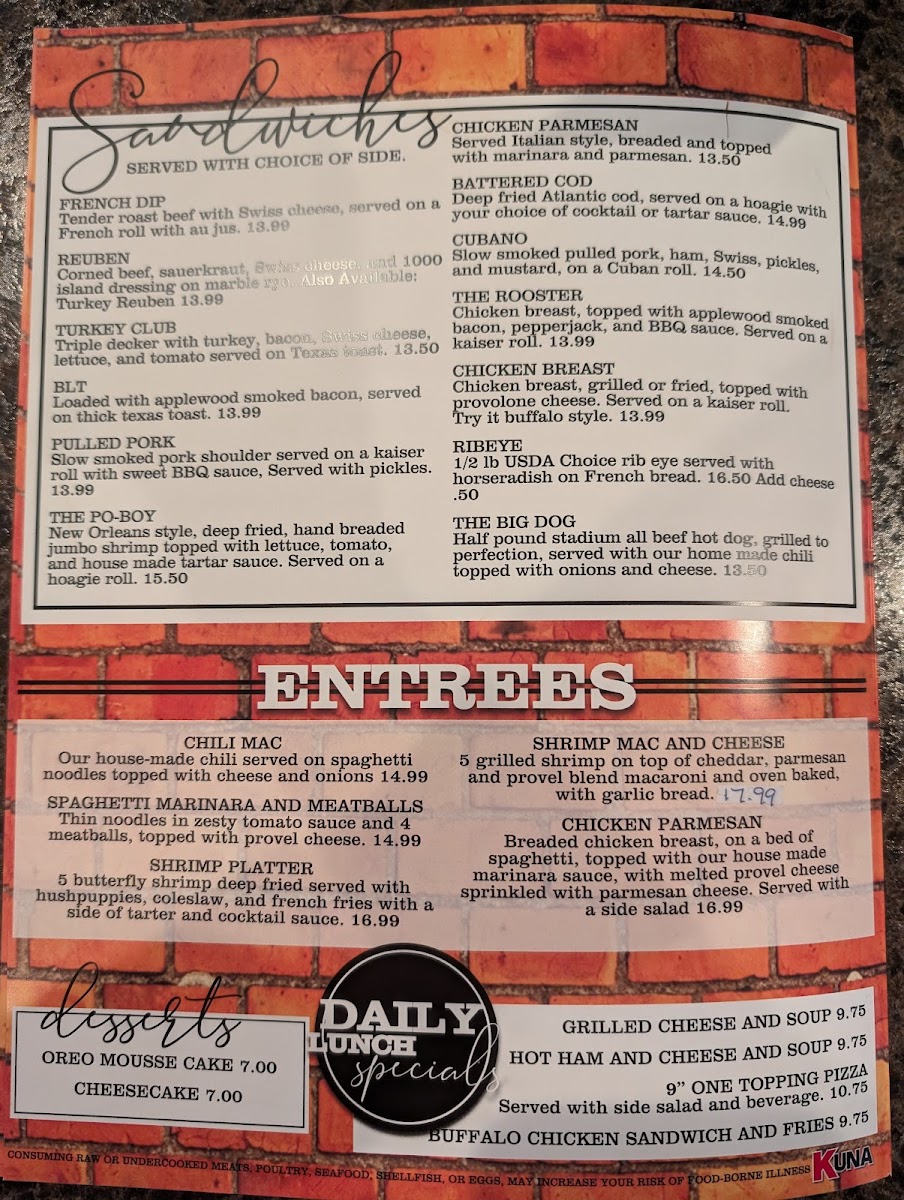 Sandwiches
SERVED WITH CHOICE OF SIDE.
FRENCH DIP
Tender roast beef with Swiss cheese, served on a
French roll with au jus. 13.99
REUBEN
Corned beef, sauerkraut, Swiss cheese, and 1000
island dressing on marble rye. Also Available:
Turkey Reuben 13.99
TURKEY CLUB
Triple decker with turkey, bacon, Swiss cheese,
lettuce, and tomato served on Texas toast. 13.50
BLT
Loaded with applewood smoked bacon, served
on thick texas toast. 13.99
PULLED PORK
Slow smoked pork shoulder served on a kaiser
roll with sweet BBQ sauce, Served with pickles.
13.99
THE PO-BOY
New Orleans style, deep fried, hand breaded
jumbo shrimp topped with lettuce, tomato,
and house made tartar sauce. Served on a
hoagie roll. 15.50
CHICKEN PARMESAN
Served Italian style, breaded and topped
with marinara and parmesan. 13.50
BATTERED COD
Deep fried Atlantic cod, served on a hoagie with
your choice of cocktail or tartar sauce. 14.99
CUBANO
Slow smoked pulled pork, ham, Swiss, pickles,
and mustard, on a Cuban roll. 14.50
THE ROOSTER
Chicken breast, topped with applewood smoked
bacon, pepperjack, and BBQ sauce. Served on a
kaiser roll. 13.99
CHICKEN BREAST
Chicken breast, grilled or fried, topped with
provolone cheese. Served on a kaiser roll.
Try it buffalo style. 13.99
RIBEYE
1/2 lb USDA Choice rib eye served with
horseradish on French bread. 16.50 Add cheese
.50
THE BIG DOG
Half pound stadium all beef hot dog, grilled to
perfection, served with our home made chili
topped with onions and cheese. 13.50
ENTREES
CHILI MAC
Our house-made chili served on spaghetti
noodles topped with cheese and onions 14.99
SPAGHETTI MARINARA AND MEATBALLS
Thin noodles in zesty tomato sauce and 4
meatballs, topped with provel cheese. 14.99
SHRIMP PLATTER
5 butterfly shrimp deep fried served with
hushpuppies, coleslaw, and french fries with a
side of tarter and cocktail sauce. 16.99
SHRIMP MAC AND CHEESE
5 grilled shrimp on top of cheddar, parmesan
and provel blend macaroni and oven baked,
with garlic bread. 17.99
CHICKEN PARMESAN
Breaded chicken breast, on a bed of
spaghetti, topped with our house made
marinara sauce, with melted provel cheese
sprinkled with parmesan cheese. Served with
a side salad 16.99
desserts
OREO MOUSSE CAKE 7.00
CHEESECAKE 7.00
DAILY
LUNCH
specials
GRILLED CHEESE AND SOUP 9.75
HOT HAM AND CHEESE AND SOUP 9.75
9” ONE TOPPING PIZZA
Served with side salad and beverage. 10.75
BUFFALO CHICKEN SANDWICH AND FRIES 9.75
CONSUMING RAW OR UNDERCOOKED MEATS, POULTRY, SEAFOOD, SHELLFISH, OR EGGS, MAY INCREASE YOUR RISK OF FOOD-BORNE ILLNESS
KUNA